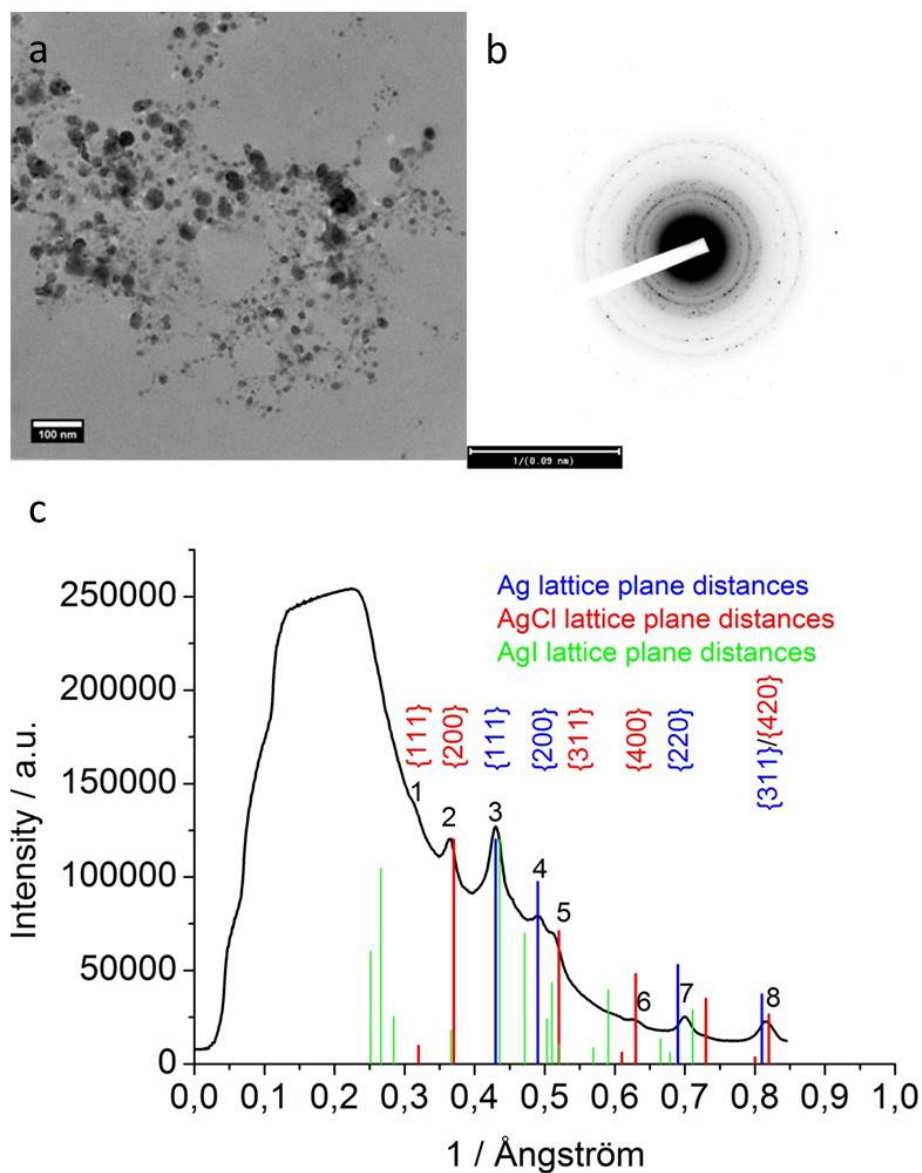 a
b
100 nm
1/(0.09 nm)
c
Ag lattice plane distances
AgCl lattice plane distances
AgI lattice plane distances
250000
200000
150000
100000
50000
0
Intensity / a.u.
{111}
{200}
{111}
{200}
{311}
{400}
{220}
{311}/{420}
1
2
3
4
5
6
7
8
0,0 0,1 0,2 0,3 0,4 0,5 0,6 0,7 0,8 0,9 1,0
1 / Ångström